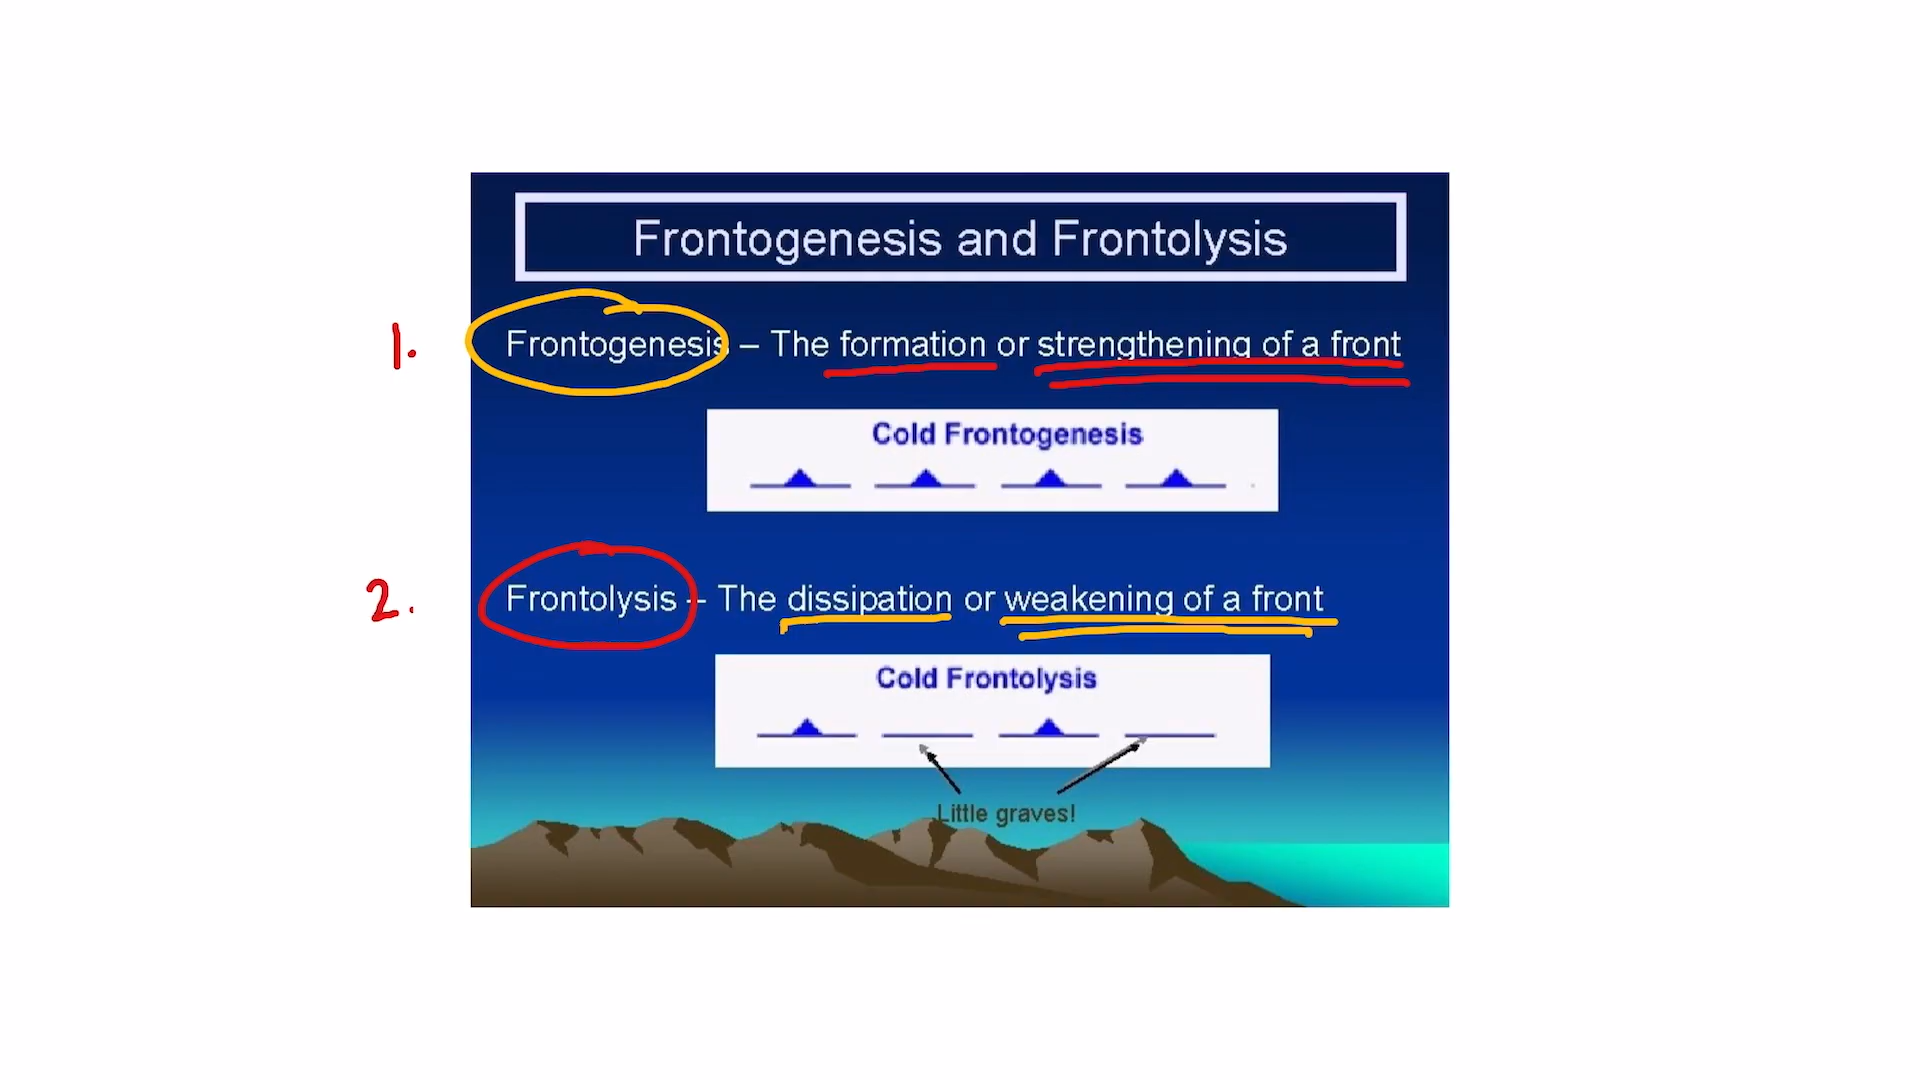 Frontogenesis and Frontolysis
1. Frontogenesis – The formation or strengthening of a front
Cold Frontogenesis
2. Frontolysis – The dissipation or weakening of a front
Cold Frontolysis
Little graves!